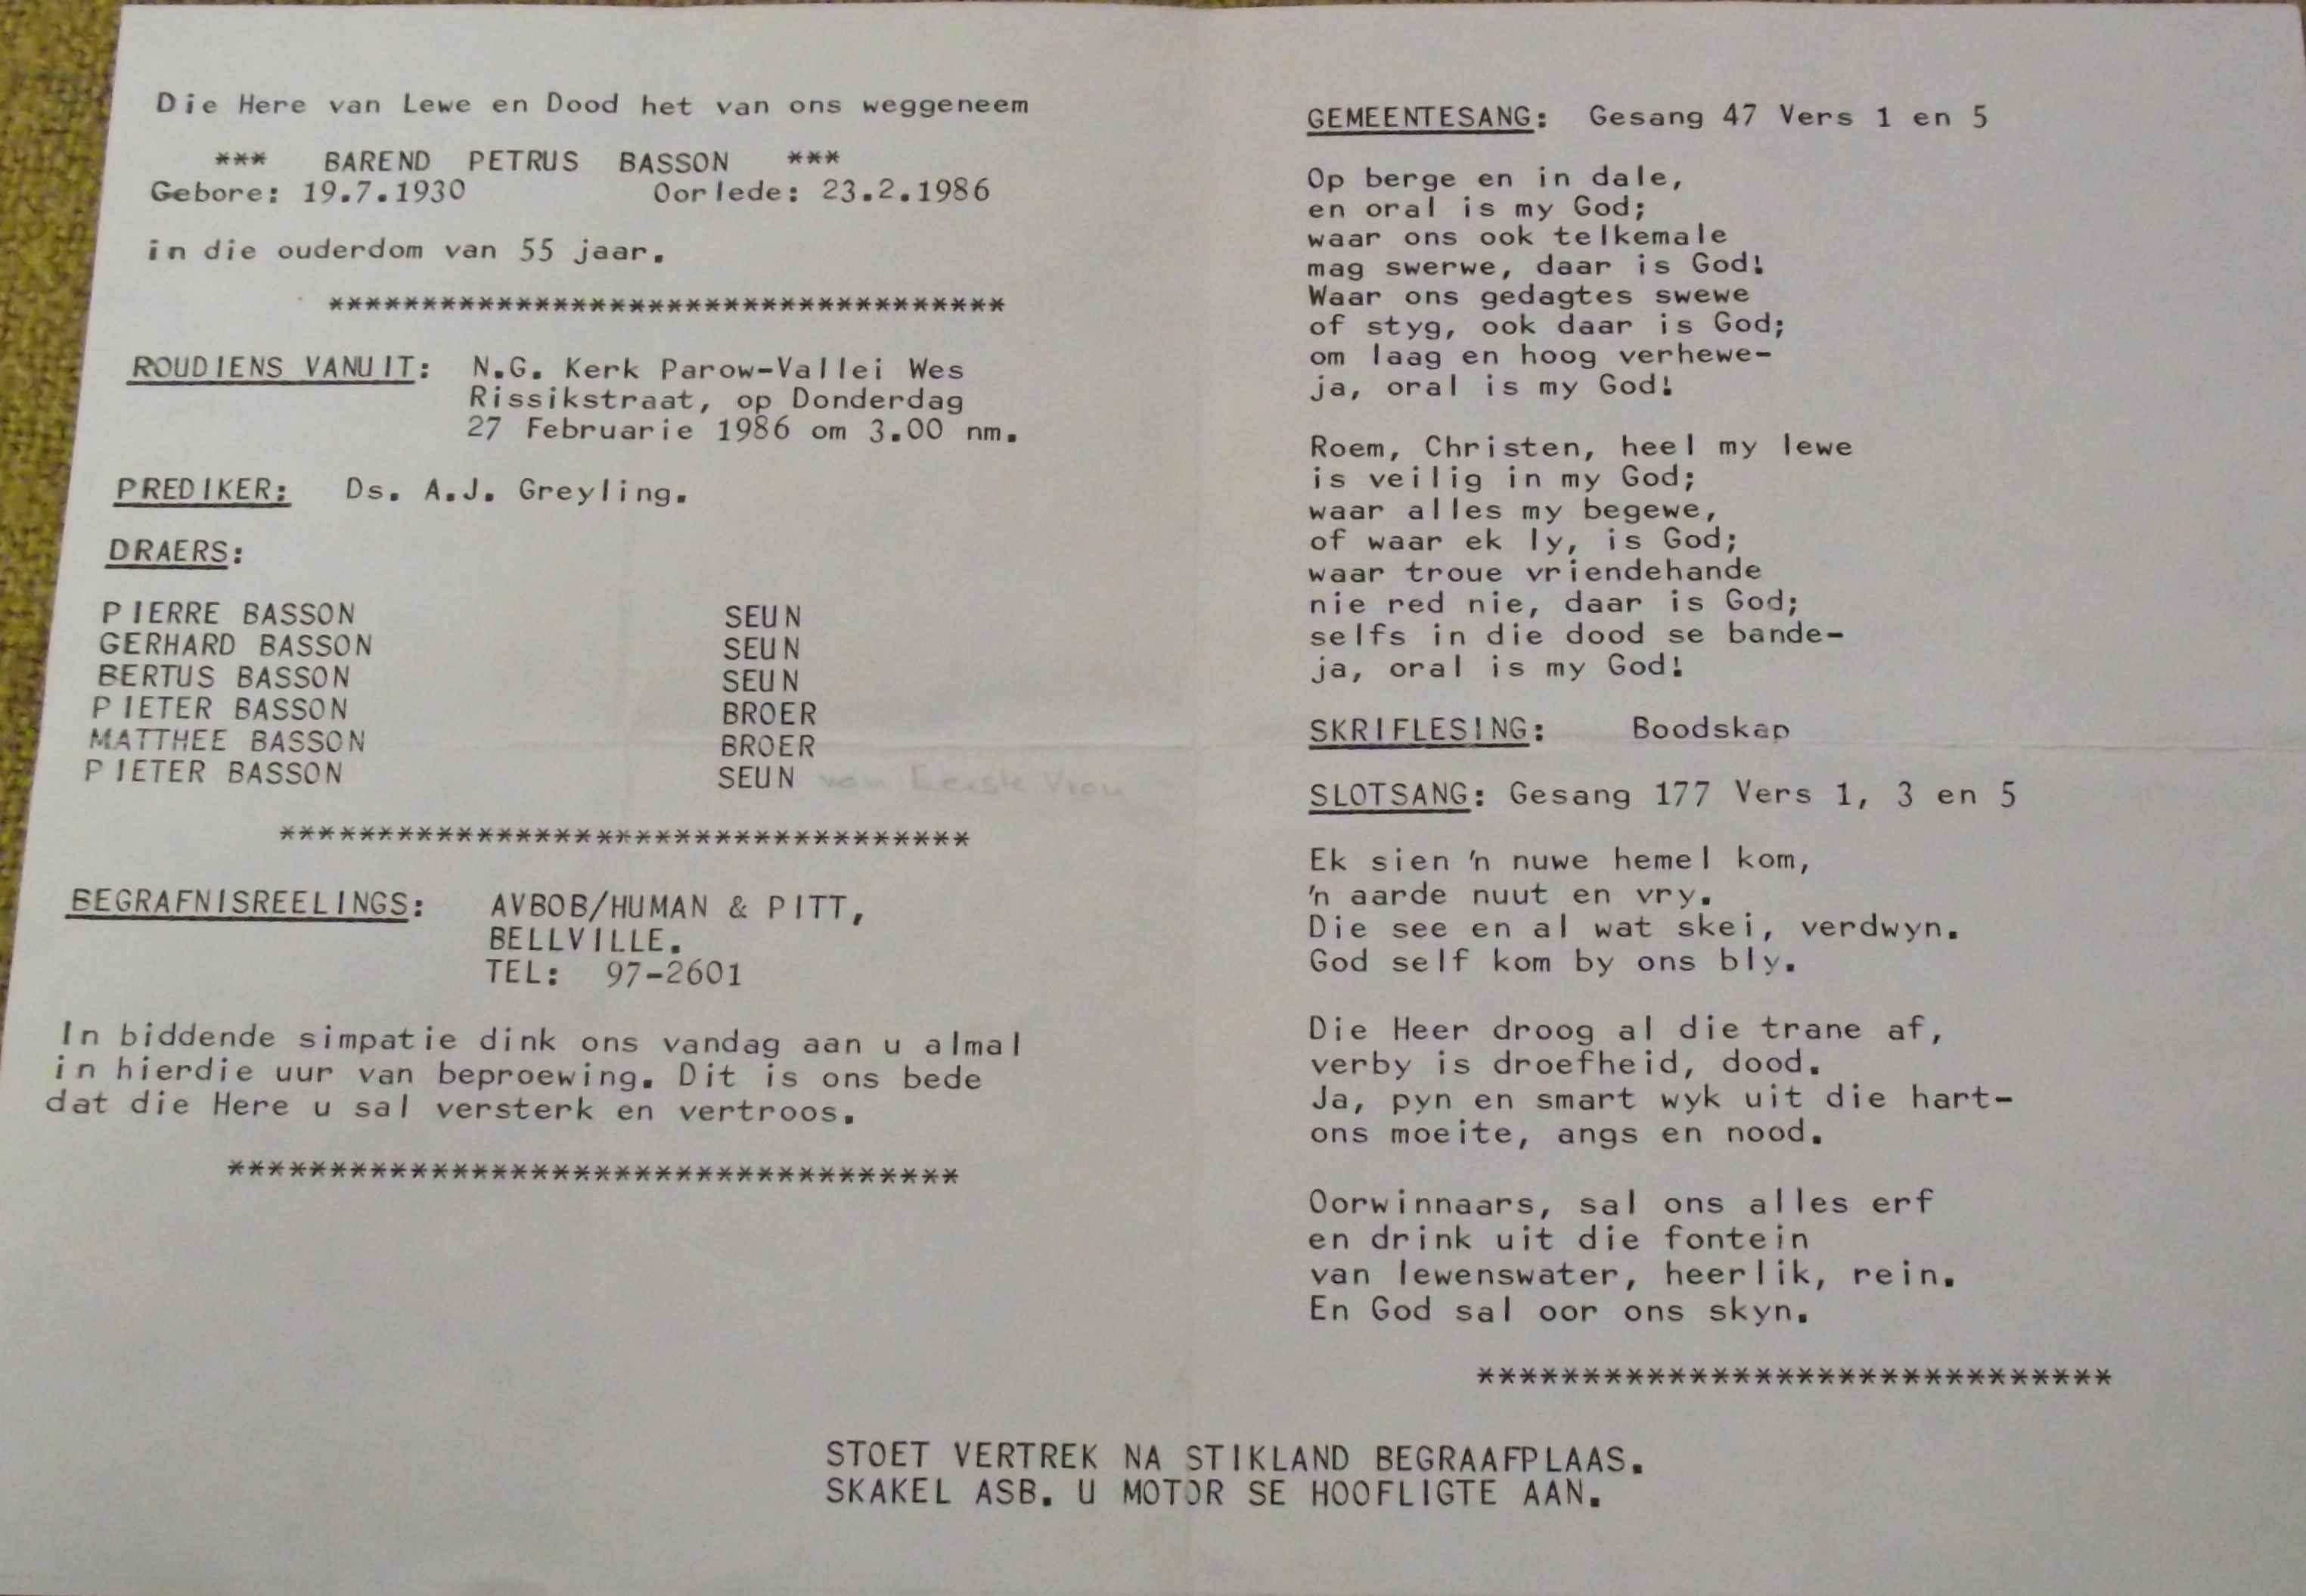 Die Here van Lewe en Dood het van ons weggeneem
*** BAREND PETRUS BASSON ***
Gebore: 19.7.1930 Oorlede: 23.2.1986
in die ouderdom van 55 jaar.
************************************
ROUDIENS VANUIT: N.G. Kerk Parow-Vallei Wes
Rissikstraat, op Donderdag
27 Februarie 1986 om 3.00 nm.
PREDIKER: Ds. A.J. Greyling.
DRAERS:
PIERRE BASSON SEUN
GERHARD BASSON SEUN
BERTUS BASSON SEUN
PIETER BASSON BROER
MATTHEE BASSON BROER
PIETER BASSON SEUN van Eerste Vrou
***********************************
BEGRAFNISREELINGS: AVBOB/HUMAN & PITT,
BELLVILLE.
TEL: 97-2601
In biddende simpatie dink ons vandag aan u almal
in hierdie uur van beproewing. Dit is ons bede
dat die Here u sal versterk en vertroos.
************************************
GEMEENTESANG: Gesang 47 Vers 1 en 5
Op berge en in dale,
en oral is my God;
waar ons ook telkemale
mag swerwe, daar is God!
Waar ons gedagtes swewe
of styg, ook daar is God;
om laag en hoog verhewe-
ja, oral is my God!
Roem, Christen, heel my lewe
is veilig in my God;
waar alles my begewe,
of waar ek ly, is God;
waar troue vriendehande
nie red nie, daar is God;
selfs in die dood se bande-
ja, oral is my God!
SKRIFLESING: Boodskap
SLOTSANG: Gesang 177 Vers 1, 3 en 5
Ek sien 'n nuwe hemel kom,
'n aarde nuut en vry.
Die see en al wat skei, verdwyn.
God self kom by ons bly.
Die Heer droog al die trane af,
verby is droefheid, dood.
Ja, pyn en smart wyk uit die hart-
ons moeite, angs en nood.
Oorwinnaars, sal ons alles erf
en drink uit die fontein
van lewenswater, heerlik, rein.
En God sal oor ons skyn.
******************************
STOET VERTREK NA STIKLAND BEGRAAFPLAAS.
SKAKEL ASB. U MOTOR SE HOOFLIGTE AAN.